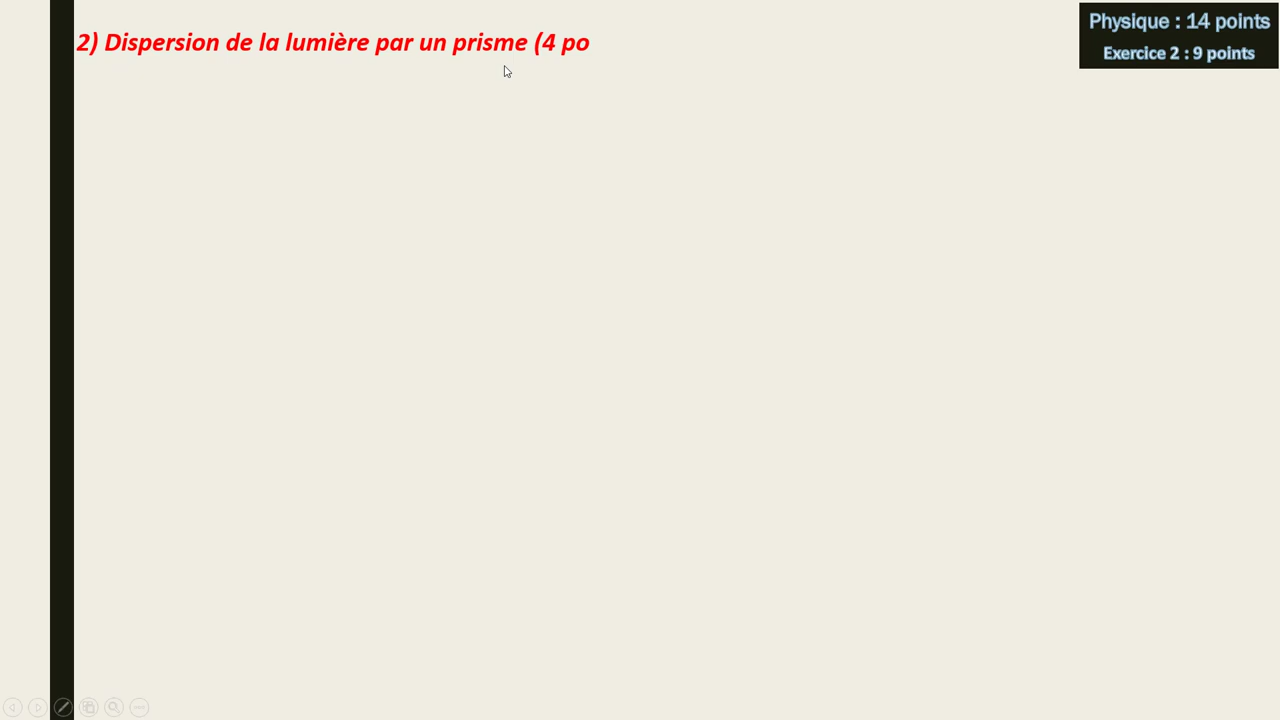 2) Dispersion de la lumière par un prisme (4 po
Physique : 14 points
Exercice 2 : 9 points